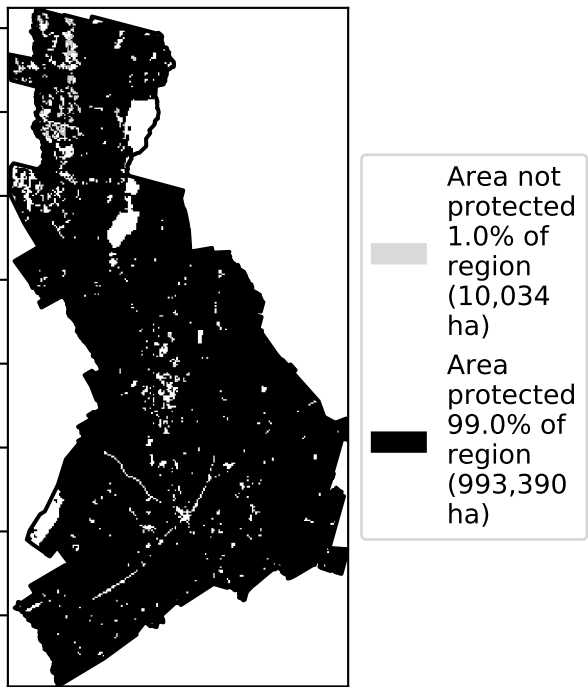 Area not
protected
1.0% of
region
(10,034
ha)
Area
protected
99.0% of
region
(993,390
ha)